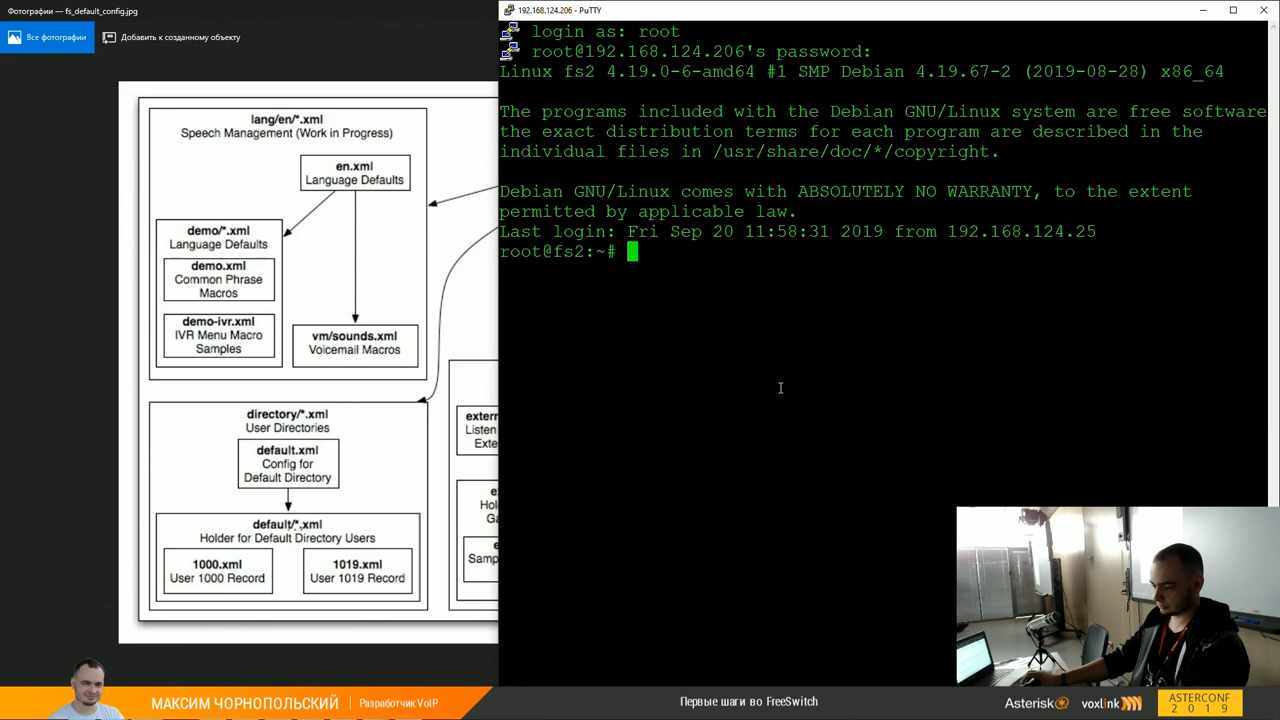 Фотографии — fs_default_config.jpg
Все фотографии
Добавить к созданному объекту
lang/en/*.xml
Speech Management (Work in Progress)
en.xml
Language Defaults
demo/*.xml
Language Defaults
demo.xml
Common Phrase
Macros
demo-ivr.xml
IVR Menu Macro
Samples
vm/sounds.xml
Voicemail Macros
directory/*.xml
User Directories
default.xml
Config for
Default Directory
default/*.xml
Holder for Default Directory Users
1000.xml
User 1000 Record
1019.xml
User 1019 Record
extern
Listen
Exte
e
Hol
Ga
e
Samp
192.168.124.206 - PuTTY
login as: root
root@192.168.124.206's password:
Linux fs2 4.19.0-6-amd64 #1 SMP Debian 4.19.67-2 (2019-08-28) x86_64
The programs included with the Debian GNU/Linux system are free software
the exact distribution terms for each program are described in the
individual files in /usr/share/doc/*/copyright.
Debian GNU/Linux comes with ABSOLUTELY NO WARRANTY, to the extent
permitted by applicable law.
Last login: Fri Sep 20 11:58:31 2019 from 192.168.124.25
root@fs2:~#
МАКСИМ ЧОРНОПОЛЬСКИЙ
Разработчик VoIP
Первые шаги во FreeSwitch
Asterisk
voxlink
ASTERCONF
2019